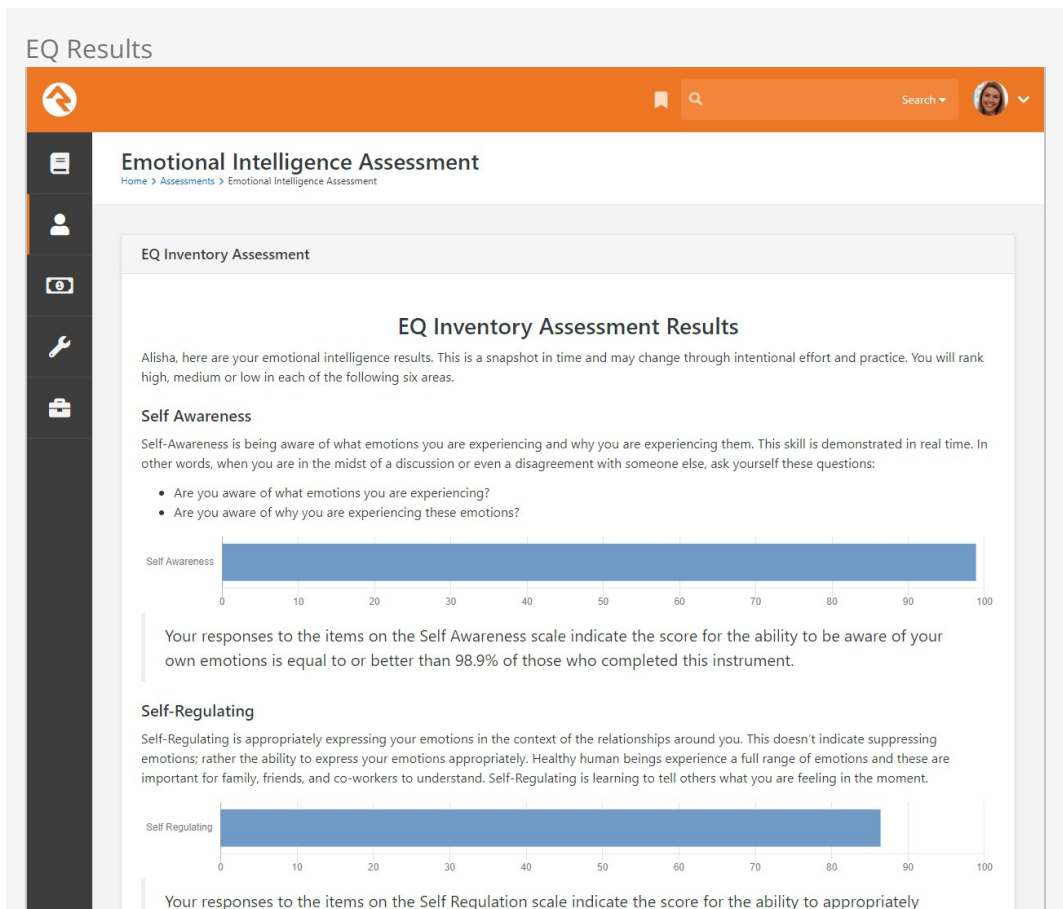 EQ Results
Search
Emotional Intelligence Assessment
Home > Assessments > Emotional Intelligence Assessment
EQ Inventory Assessment
EQ Inventory Assessment Results
Alisha, here are your emotional intelligence results. This is a snapshot in time and may change through intentional effort and practice. You will rank
high, medium or low in each of the following six areas.
Self Awareness
Self-Awareness is being aware of what emotions you are experiencing and why you are experiencing them. This skill is demonstrated in real time. In
other words, when you are in the midst of a discussion or even a disagreement with someone else, ask yourself these questions:
• Are you aware of what emotions you are experiencing?
• Are you aware of why you are experiencing these emotions?
Self Awareness
0 10 20 30 40 50 60 70 80 90 100
Your responses to the items on the Self Awareness scale indicate the score for the ability to be aware of your
own emotions is equal to or better than 98.9% of those who completed this instrument.
Self-Regulating
Self-Regulating is appropriately expressing your emotions in the context of the relationships around you. This doesn't indicate suppressing
emotions; rather the ability to express your emotions appropriately. Healthy human beings experience a full range of emotions and these are
important for family, friends, and co-workers to understand. Self-Regulating is learning to tell others what you are feeling in the moment.
Self Regulating
0 10 20 30 40 50 60 70 80 90 100
Your responses to the items on the Self Regulation scale indicate the score for the ability to appropriately